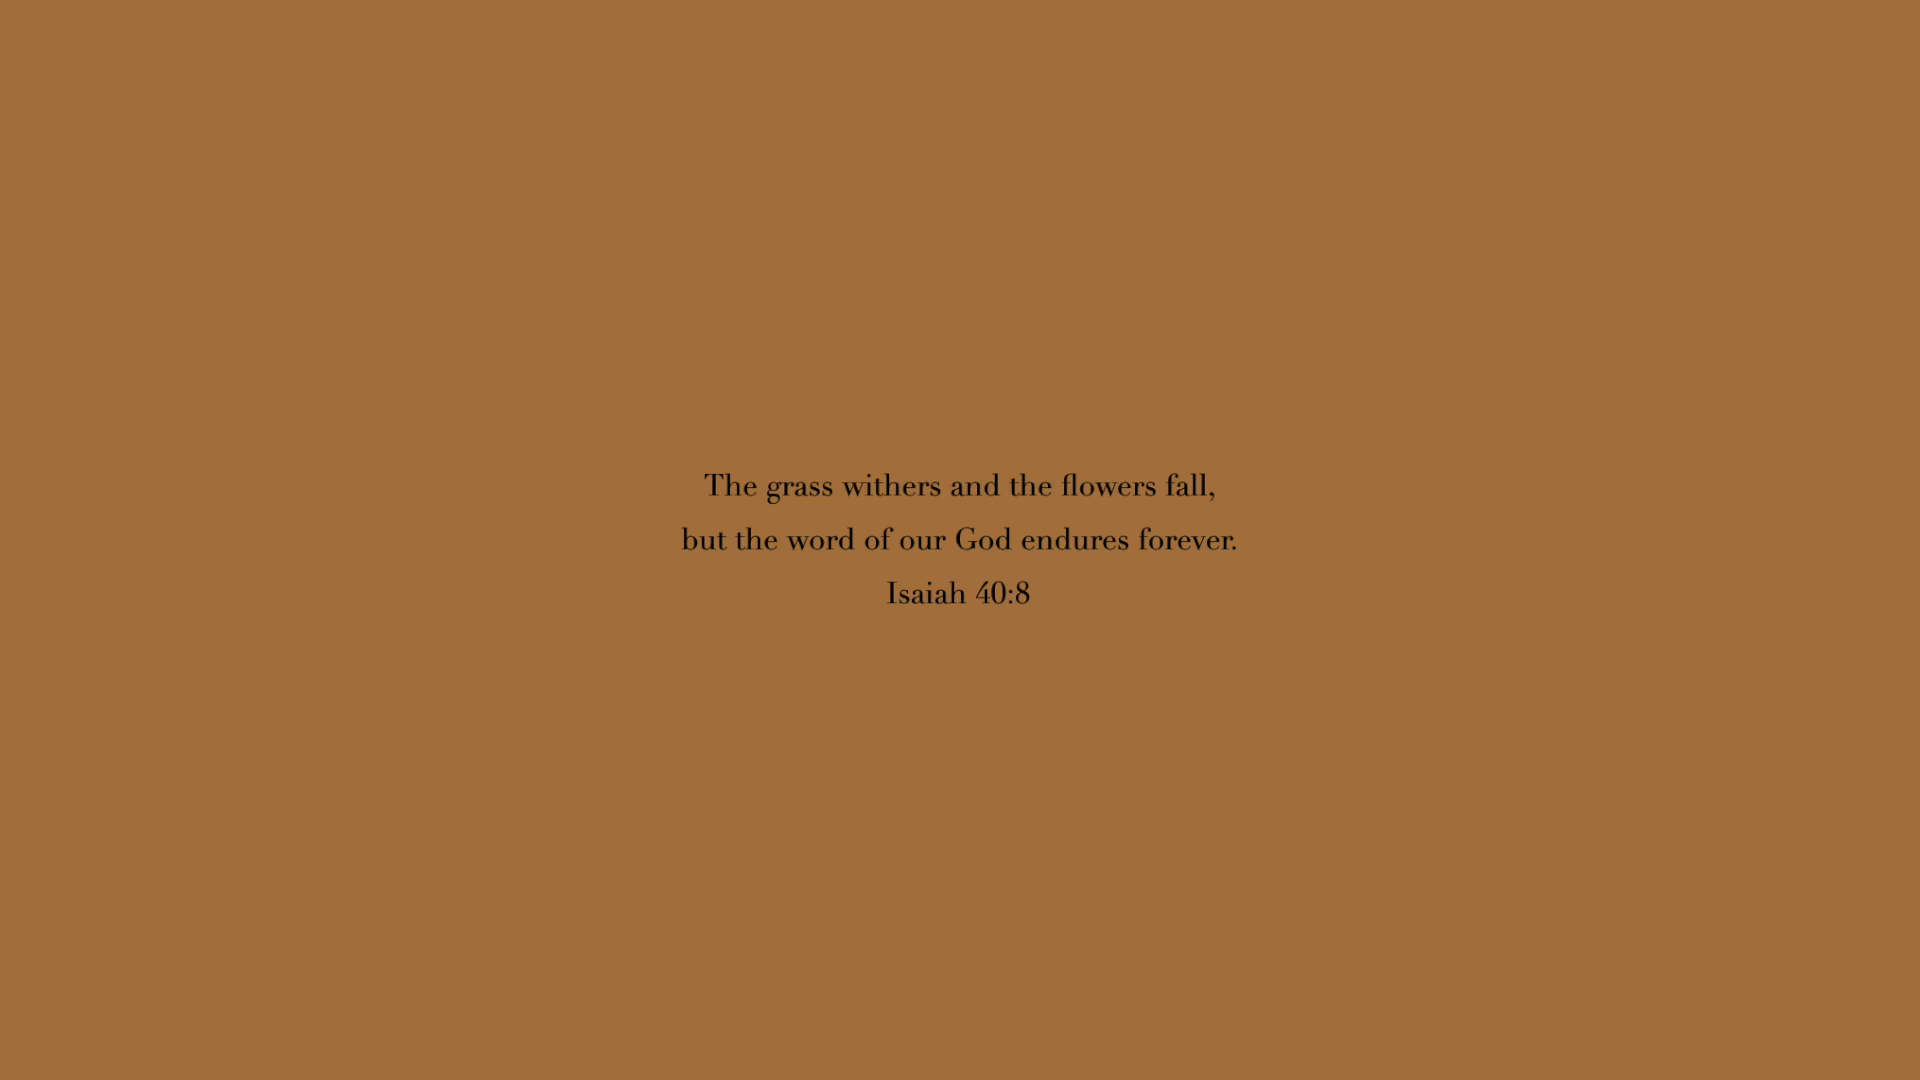 The grass withers and the flowers fall,
but the word of our God endures forever.
Isaiah 40:8